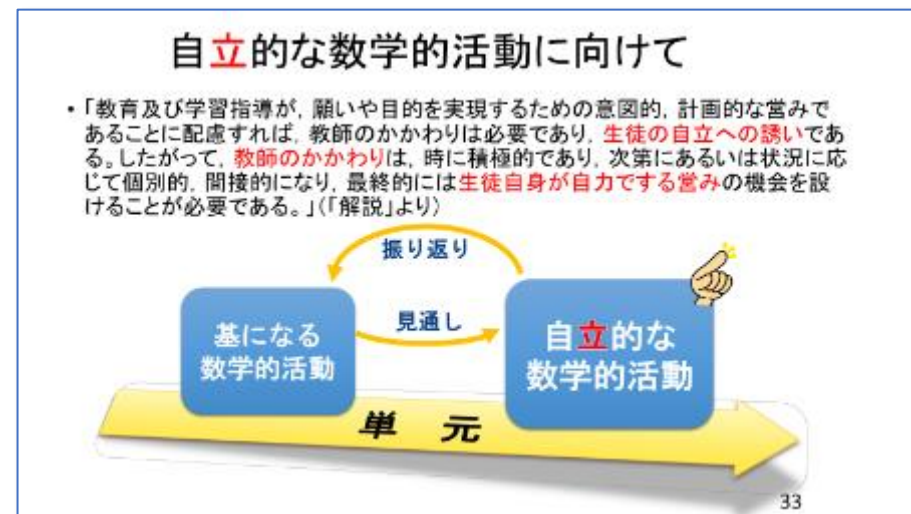 自立的な数学的活動に向けて
・「教育及び学習指導が，願いや目的を実現するための意図的，計画的な営みで
あることに配慮すれば，教師のかかわりは必要であり，生徒の自立への誘いであ
る。したがって，教師のかかわりは，時に積極的であり，次第にあるいは状況に応
じて個別的，間接的になり，最終的には生徒自身が自力でする営みの機会を設
けることが必要である。」（「解説」より）
振り返り
見通し
基になる
数学的活動
自立的な
数学的活動
単 元
33